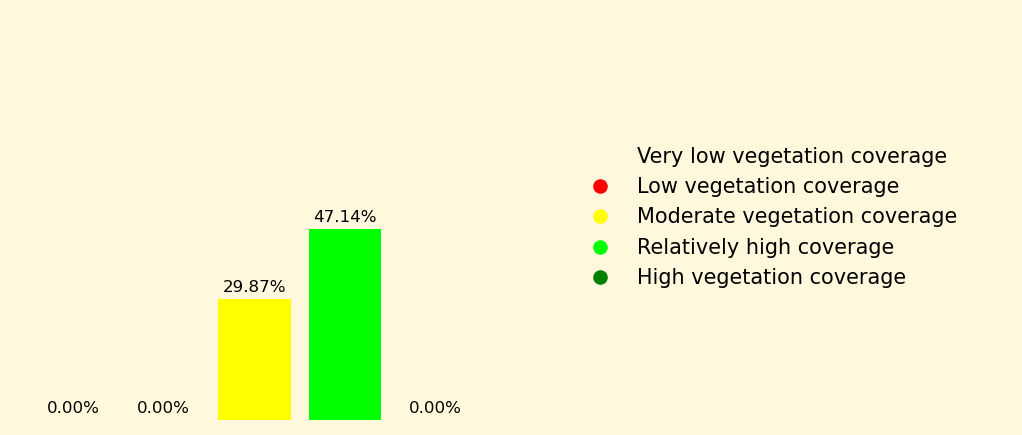 47.14%
29.87%
0.00% 0.00% 0.00%
Very low vegetation coverage
Low vegetation coverage
Moderate vegetation coverage
Relatively high coverage
High vegetation coverage